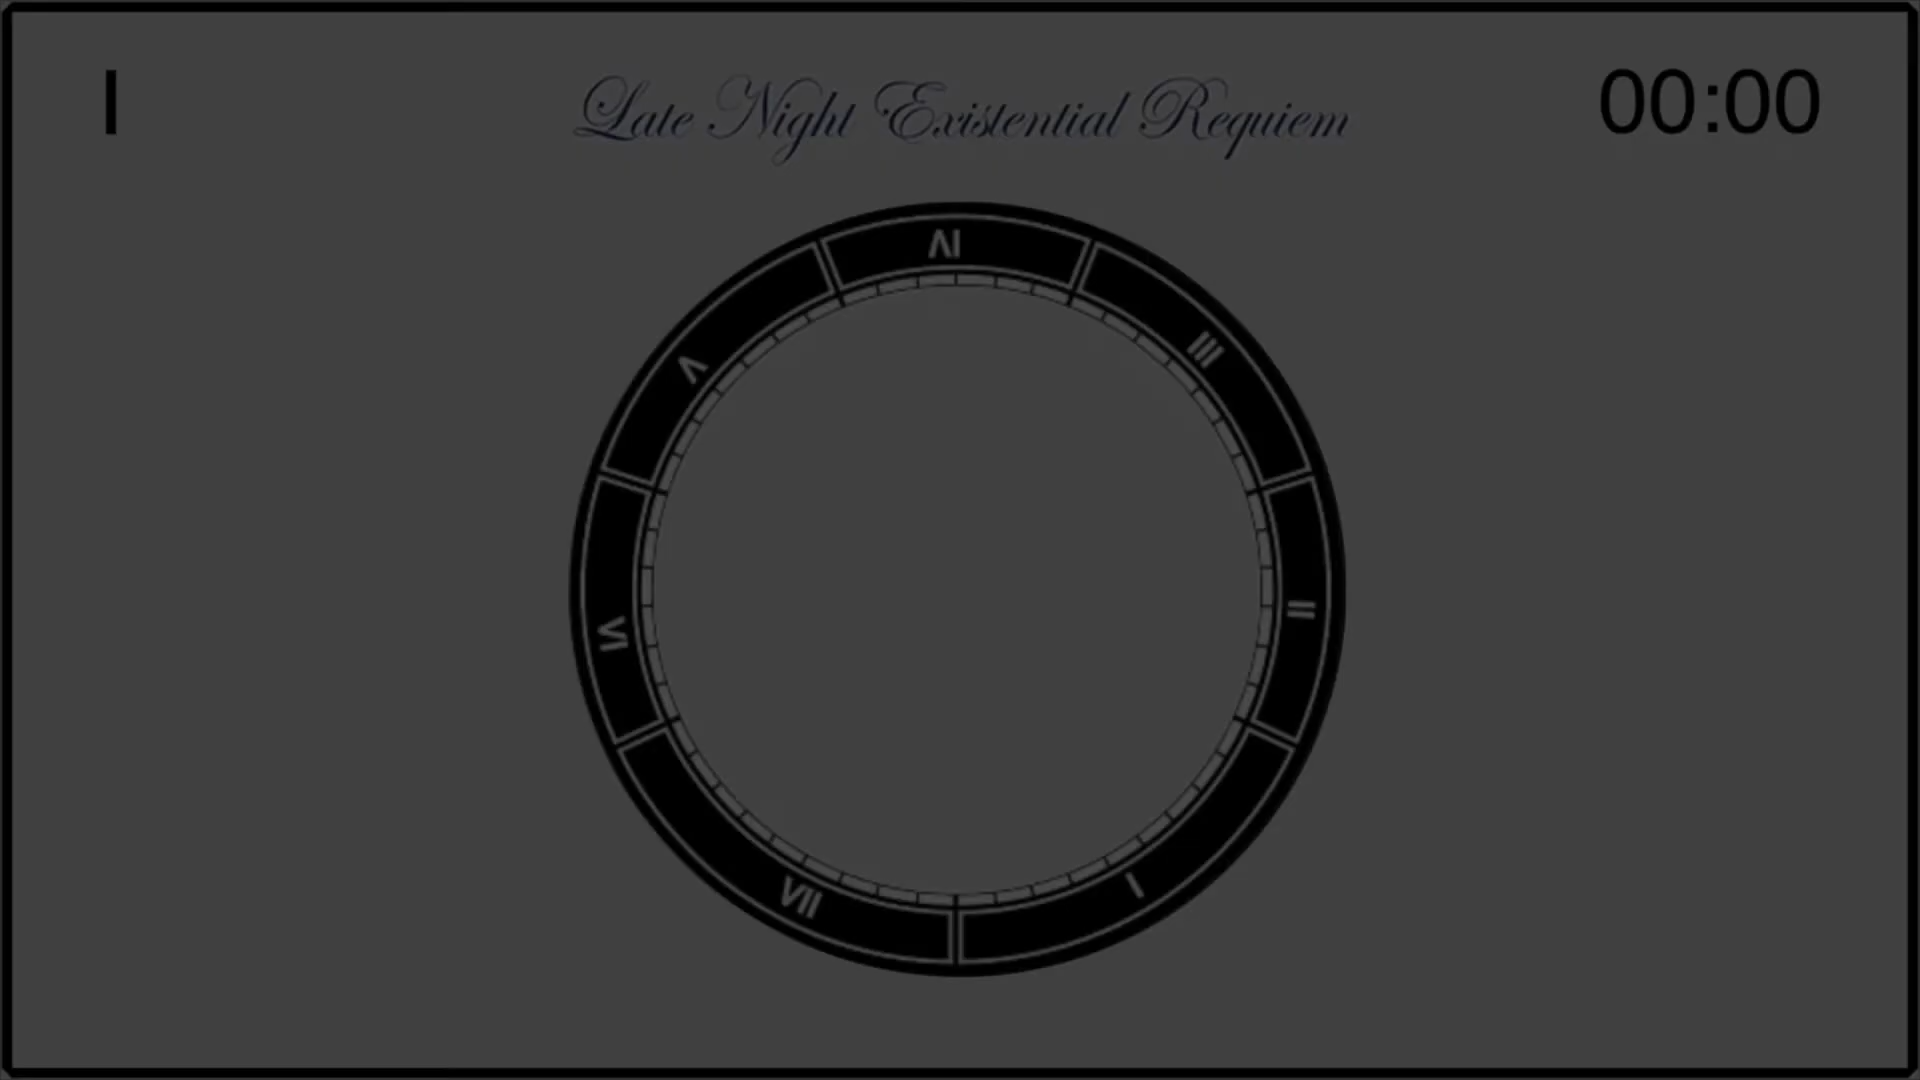 I
Late Night Existential Requiem
00:00
IV
III
V
II
VI
VII
I